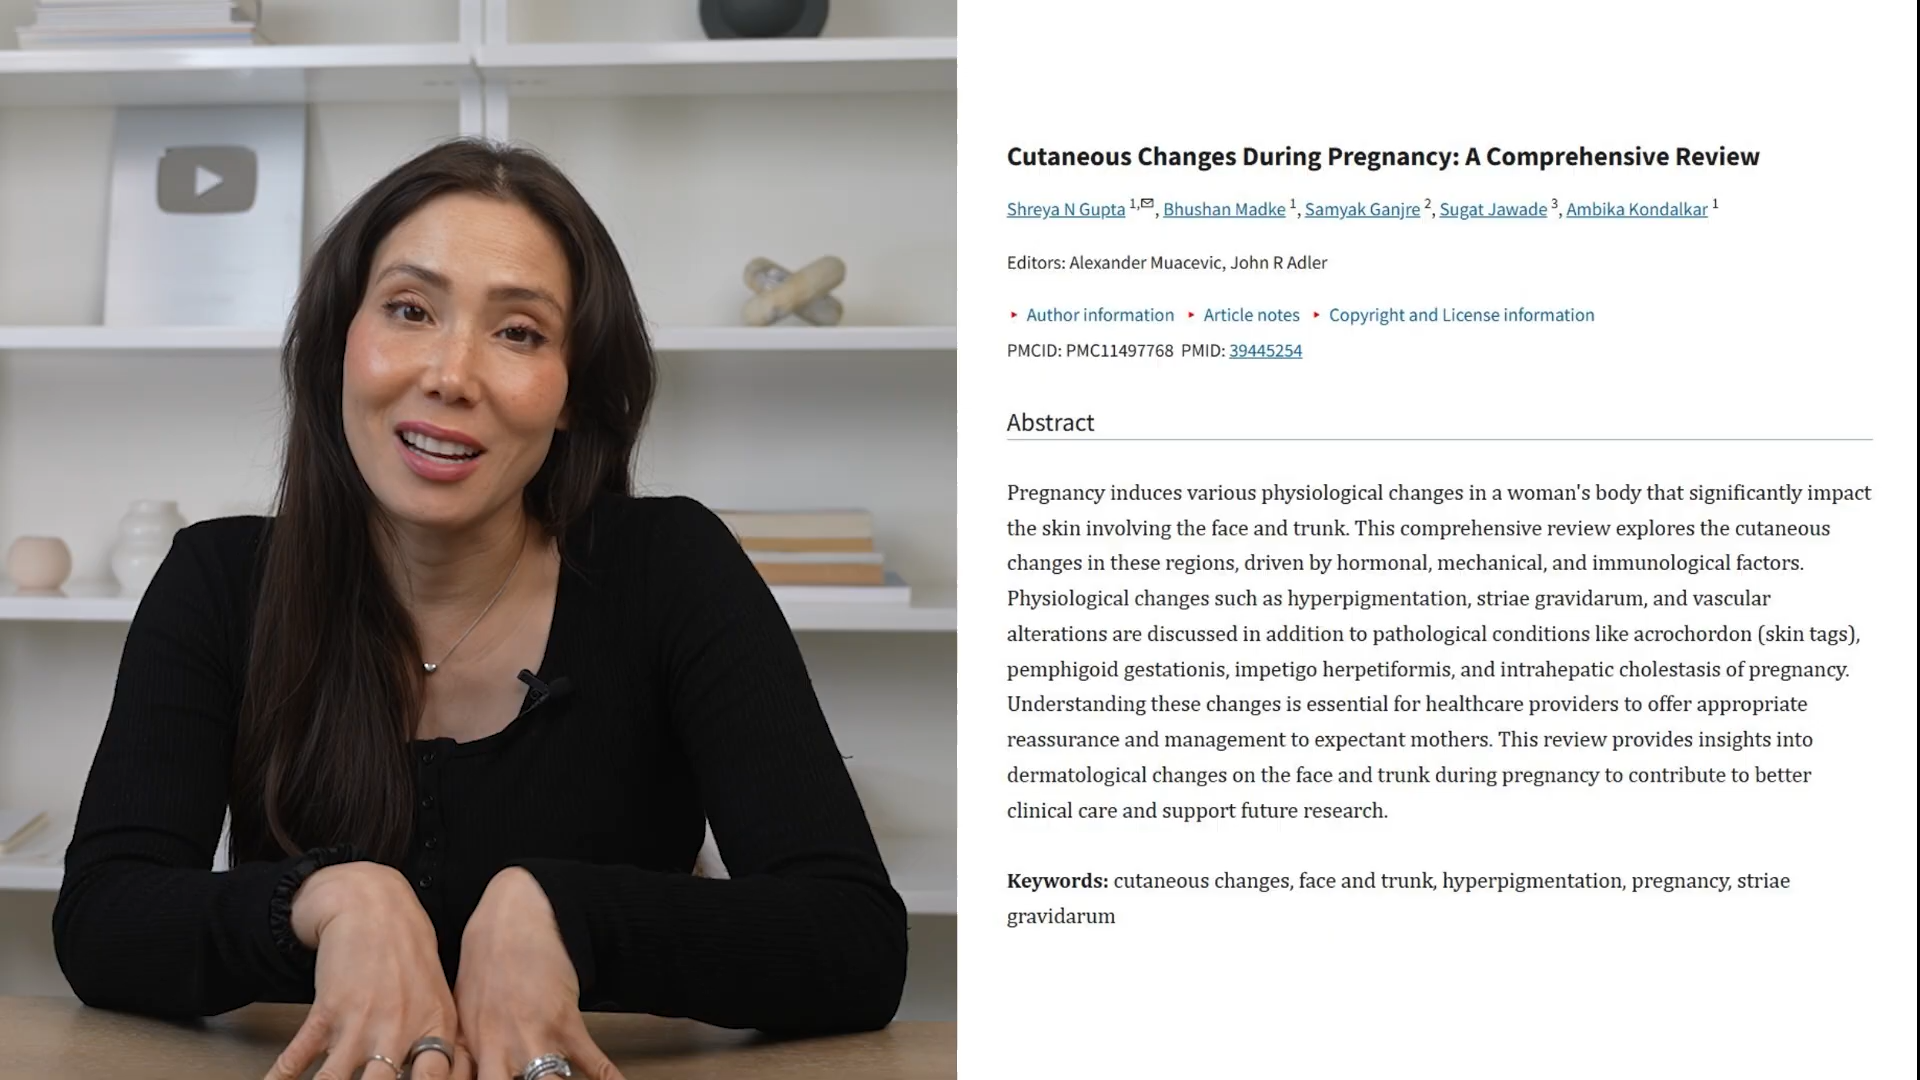 Cutaneous Changes During Pregnancy: A Comprehensive Review
Shreya N Gupta 1,✉, Bhushan Madke 1, Samyak Ganjre 2, Sugat Jawade 3, Ambika Kondalkar 1
Editors: Alexander Muacevic, John R Adler
▸ Author information ▸ Article notes ▸ Copyright and License information
PMCID: PMC11497768 PMID: 39445254
Abstract
Pregnancy induces various physiological changes in a woman's body that significantly impact
the skin involving the face and trunk. This comprehensive review explores the cutaneous
changes in these regions, driven by hormonal, mechanical, and immunological factors.
Physiological changes such as hyperpigmentation, striae gravidarum, and vascular
alterations are discussed in addition to pathological conditions like acrochordon (skin tags),
pemphigoid gestationis, impetigo herpetiformis, and intrahepatic cholestasis of pregnancy.
Understanding these changes is essential for healthcare providers to offer appropriate
reassurance and management to expectant mothers. This review provides insights into
dermatological changes on the face and trunk during pregnancy to contribute to better
clinical care and support future research.
Keywords: cutaneous changes, face and trunk, hyperpigmentation, pregnancy, striae
gravidarum